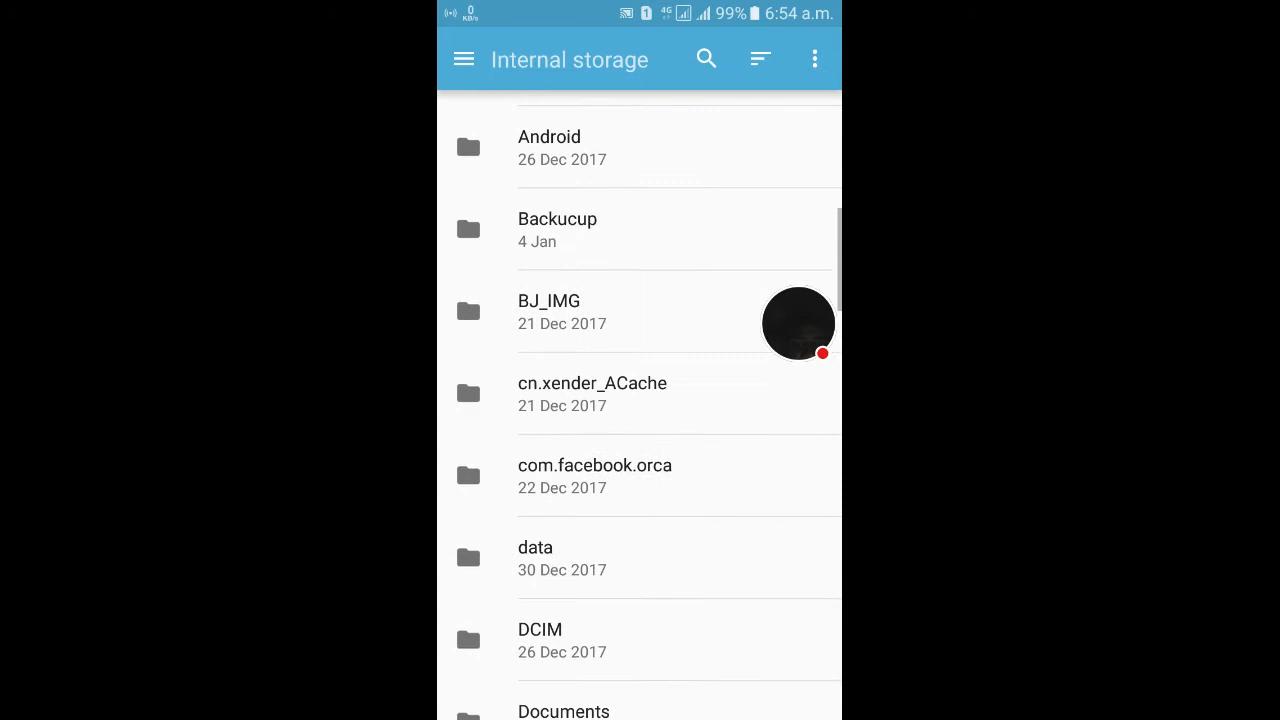 0 KB/s 1 4G 99% 6:54 a.m.
Internal storage
Android
26 Dec 2017
Backucup
4 Jan
BJ_IMG
21 Dec 2017
cn.xender_ACache
21 Dec 2017
com.facebook.orca
22 Dec 2017
data
30 Dec 2017
DCIM
26 Dec 2017
Documents